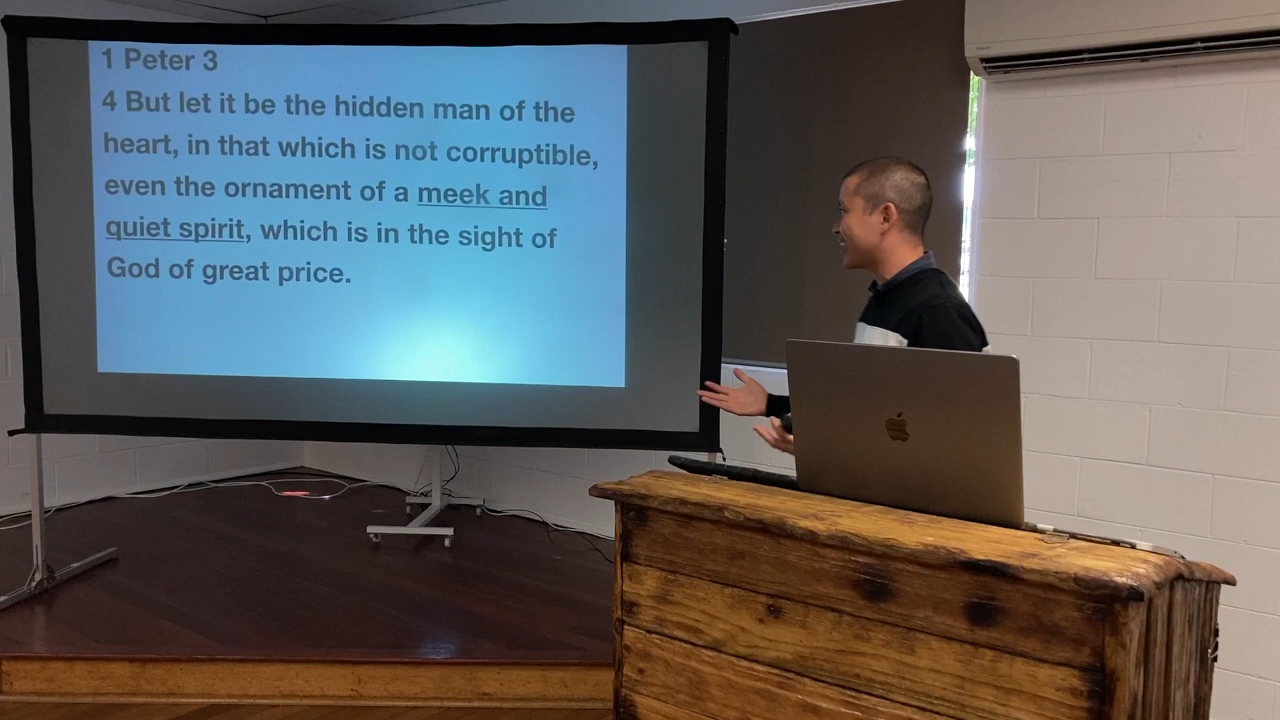 1 Peter 3
4 But let it be the hidden man of the
heart, in that which is not corruptible,
even the ornament of a meek and
quiet spirit, which is in the sight of
God of great price.